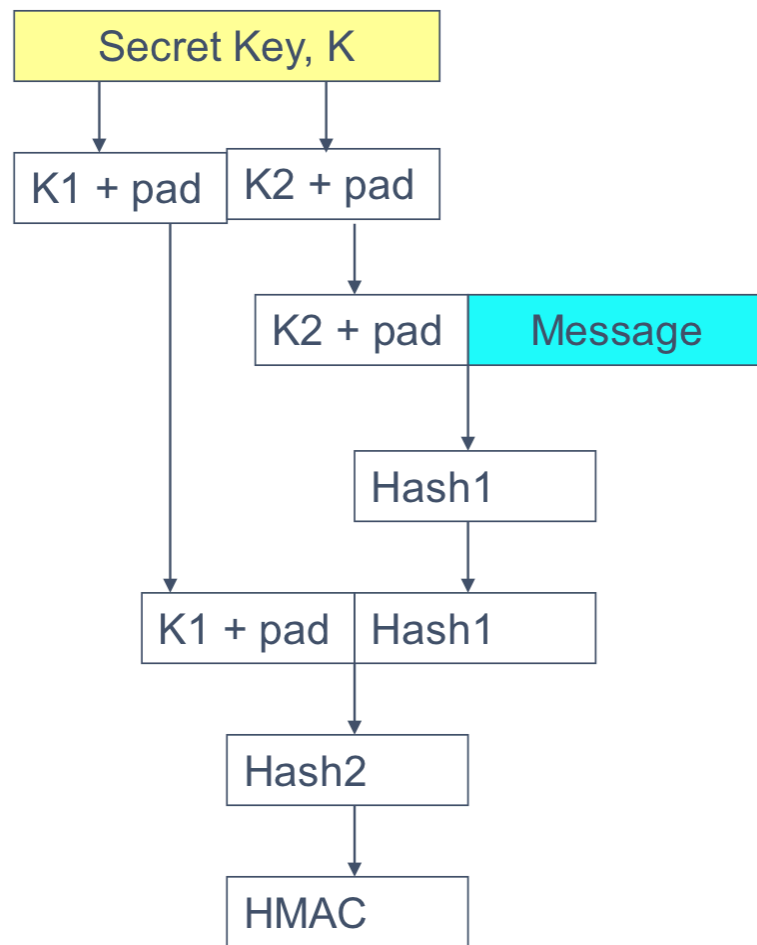 Secret Key, K
K1 + pad
K2 + pad
K2 + pad
Message
Hash1
K1 + pad
Hash1
Hash2
HMAC